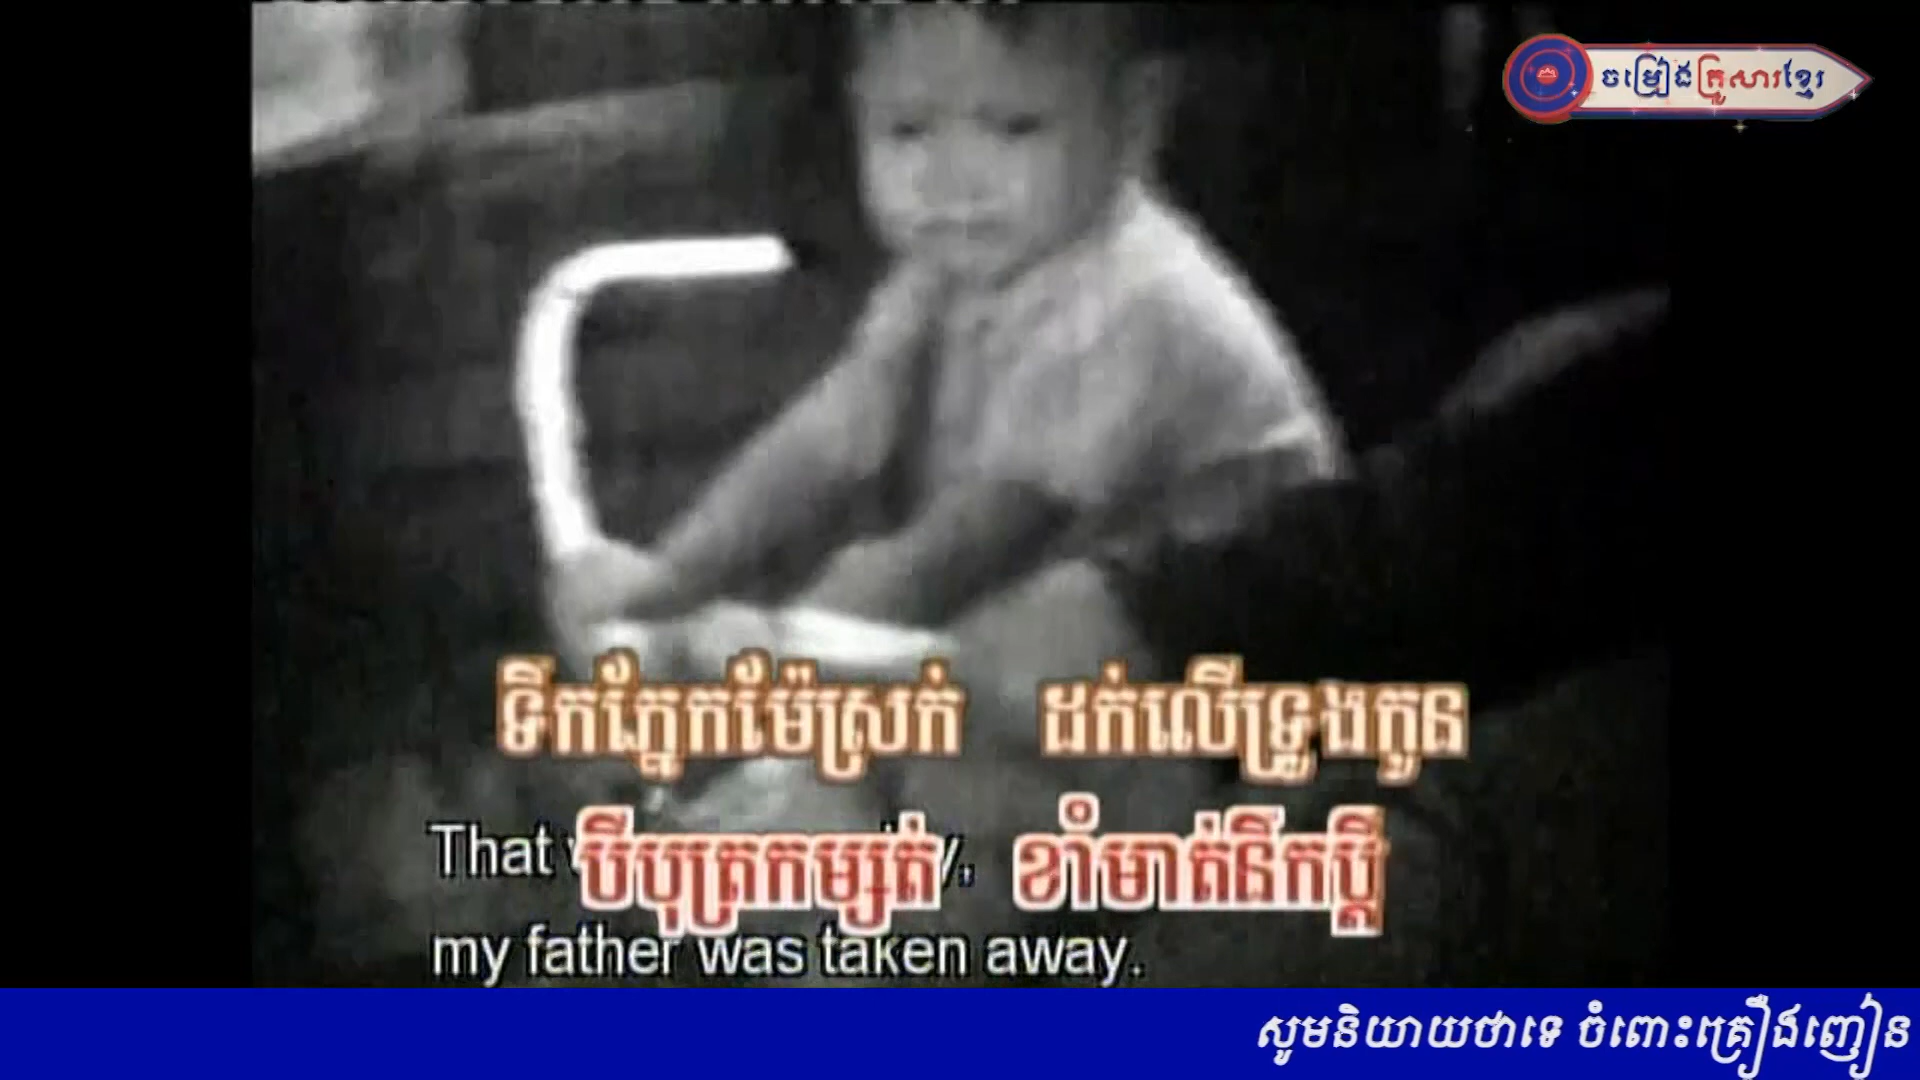 ចម្រៀងគ្រួសារខ្មែរ
ទឹកភ្នែកម៉ែស្រក់ ដក់លើទ្រូងកូន
បីបុត្រកម្សត់ ខាំមាត់នឹកប្ដី
That
my father was taken away.
សូមនិយាយថាទេ ចំពោះគ្រឿងញៀន